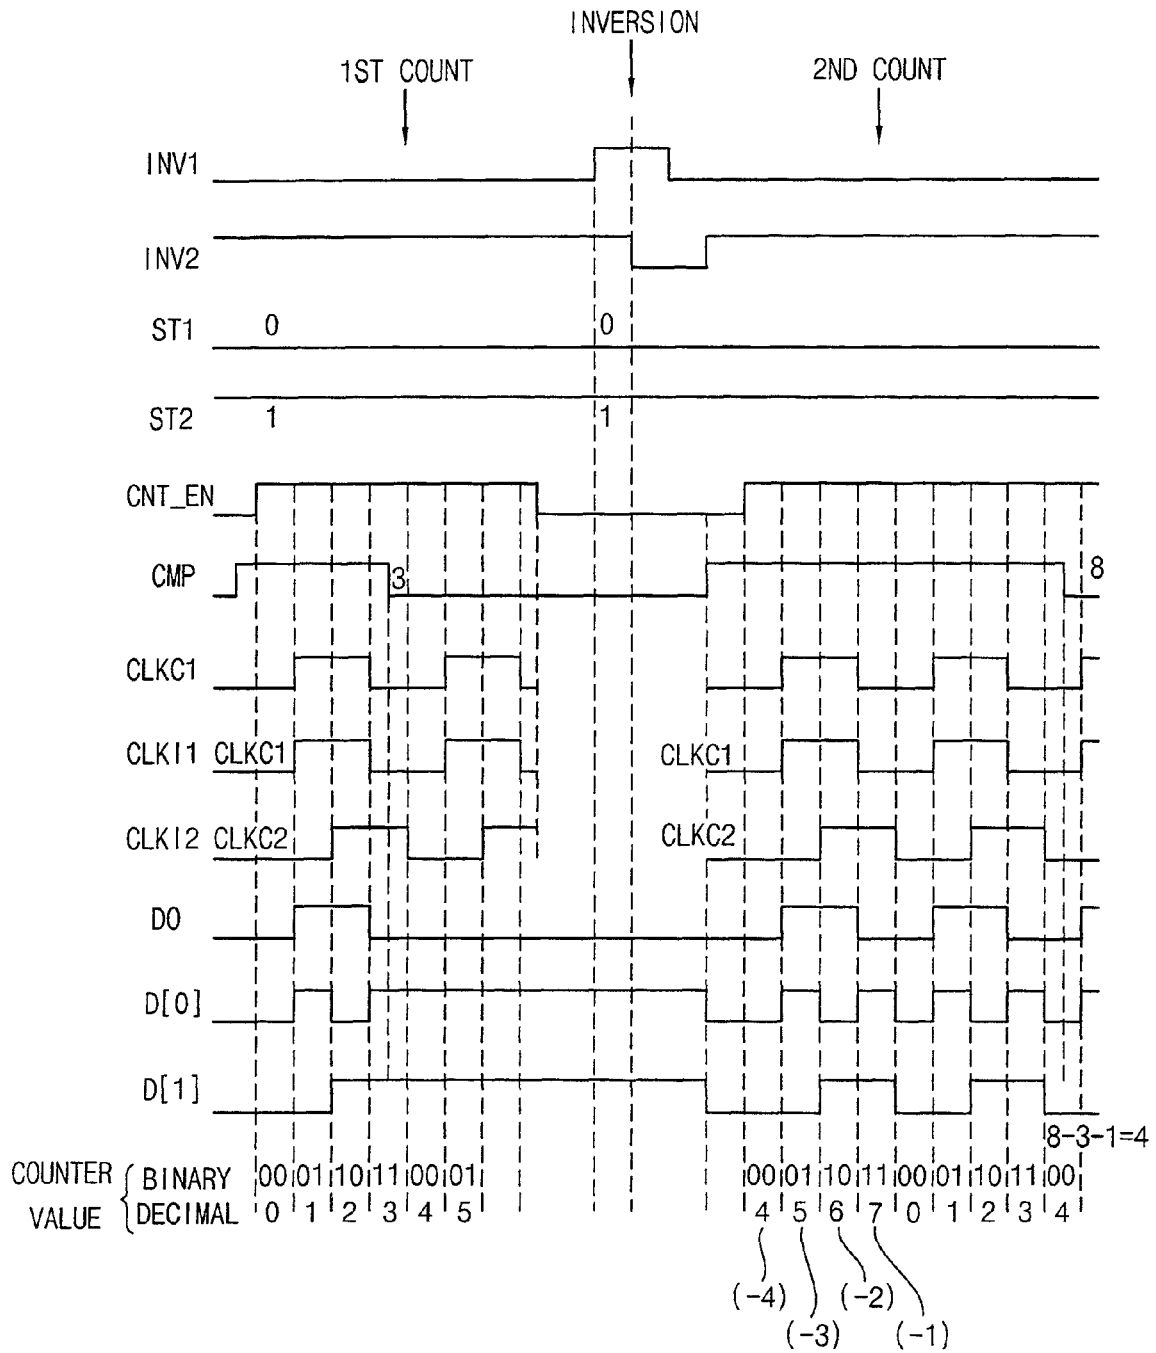 INVERSION
1ST COUNT
2ND COUNT
INV1
INV2
ST1 0 0
ST2 1 1
CNT_EN
CMP 3 8
CLKC1
CLKI1 CLKC1 CLKC1
CLKI2 CLKC2 CLKC2
DO
D[0]
D[1]
8-3-1=4
COUNTER VALUE
BINARY 00 01 10 11 00 01 00 01 10 11 00 01 10 11 00
DECIMAL 0 1 2 3 4 5 4 5 6 7 0 1 2 3 4
(-4) (-2)
(-3) (-1)